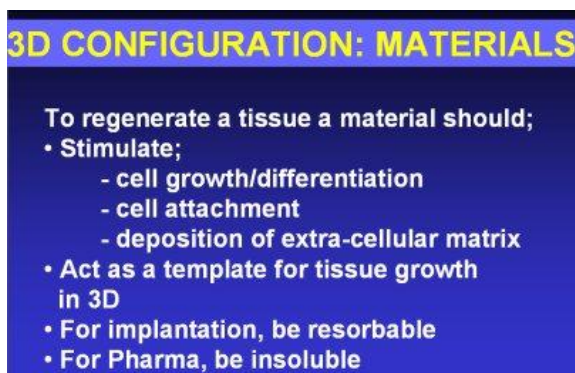 3D CONFIGURATION: MATERIALS
To regenerate a tissue a material should;
• Stimulate;
- cell growth/differentiation
- cell attachment
- deposition of extra-cellular matrix
• Act as a template for tissue growth
in 3D
• For implantation, be resorbable
• For Pharma, be insoluble